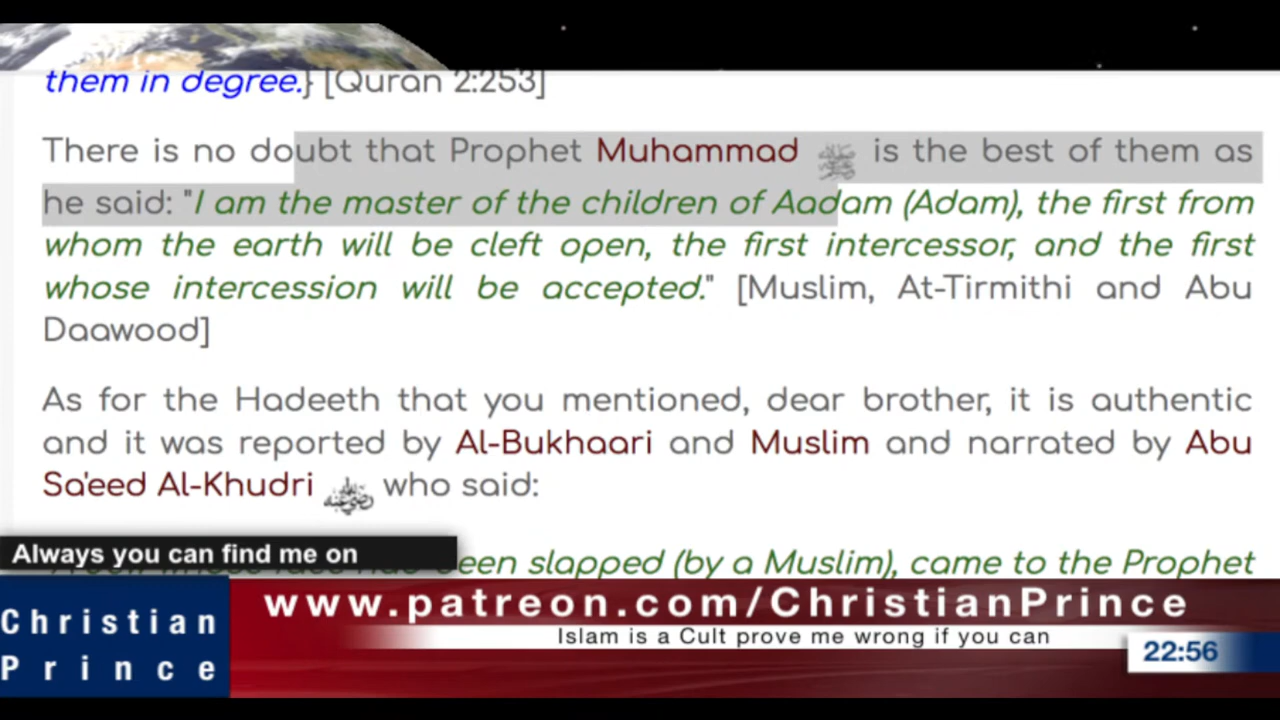 them in degree.} [Quran 2:253]
There is no doubt that Prophet Muhammad ﷺ is the best of them as
he said: "I am the master of the children of Aadam (Adam), the first from
whom the earth will be cleft open, the first intercessor, and the first
whose intercession will be accepted." [Muslim, At-Tirmithi and Abu
Daawood]
As for the Hadeeth that you mentioned, dear brother, it is authentic
and it was reported by Al-Bukhaari and Muslim and narrated by Abu
Sa'eed Al-Khudri who said:
been slapped (by a Muslim), came to the Prophet
Always you can find me on
www.patreon.com/ChristianPrince
Christian
Prince
Islam is a Cult prove me wrong if you can
22:56